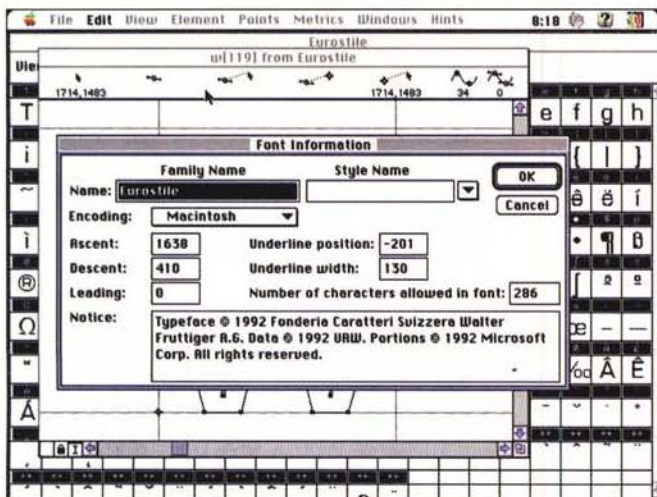 File Edit View Element Points Metrics Windows Hints 8:18
Eurostile
w[119] from Eurostile
Vie
1714,1483 1714,1483 34 0
T e f g h
Font Information
Family Name Style Name
Name: Eurostile OK
Cancel
Encoding: Macintosh
Ascent: 1638 Underline position: -201
Descent: 410 Underline width: 130
Leading: 0 Number of characters allowed in font: 286
Notice: Typeface © 1992 Fonderia Caratteri Svizzera Walter
Fruttiger A.G. Data © 1992 URW. Portions © 1992 Microsoft
Corp. All rights reserved.
i { | }
~ ê ë í
ì • ¶ ß
® ∫ ª º
Ω œ – —
‰ Â Ê
Á